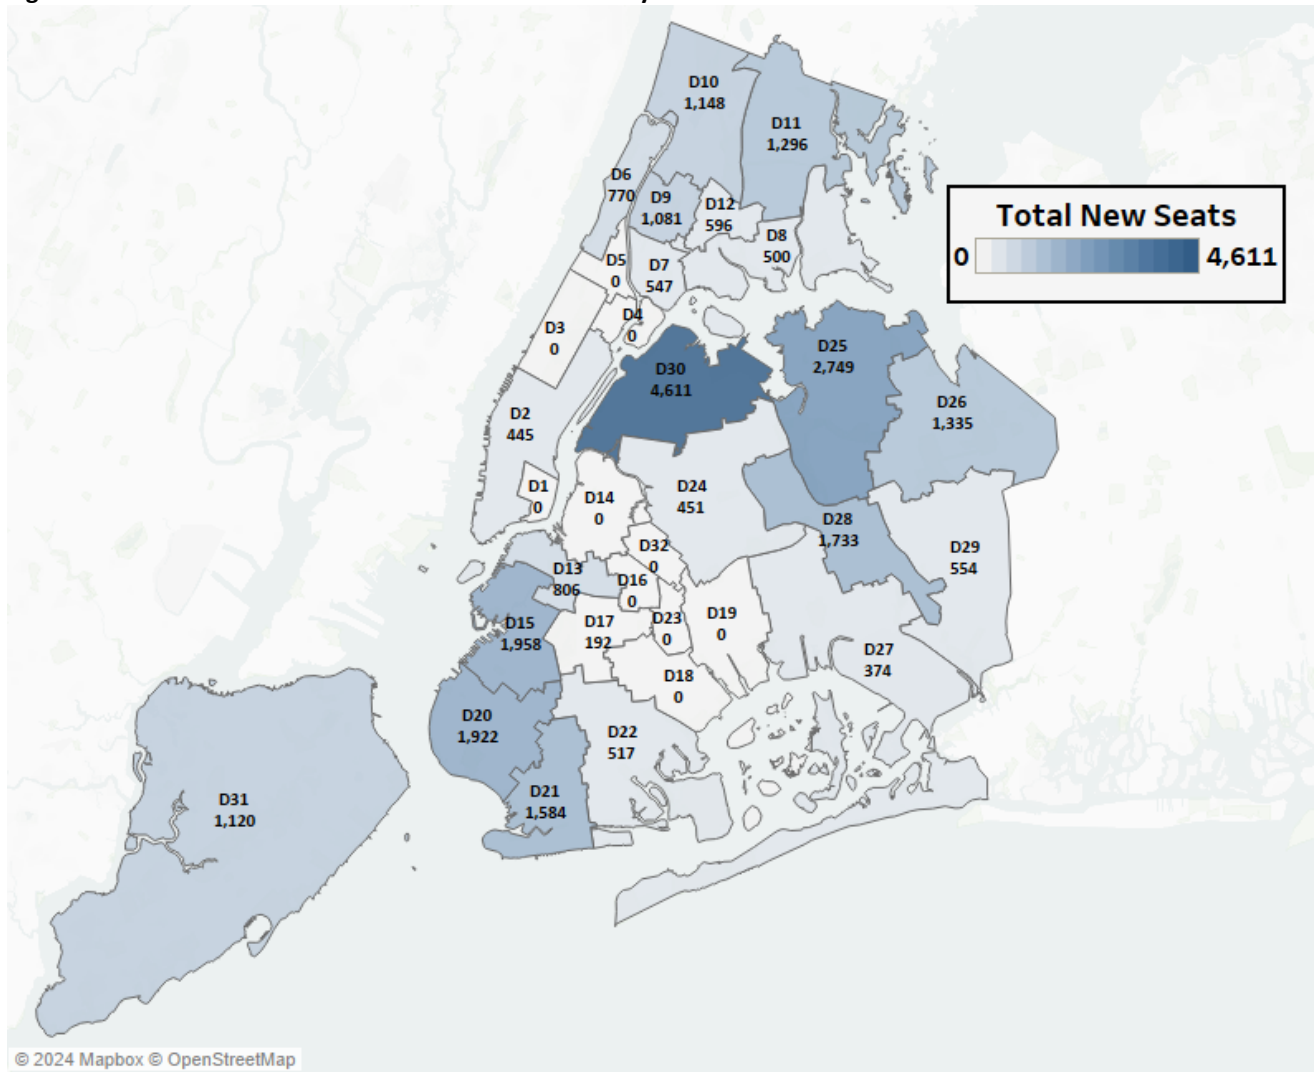 D10
1,148
D11
1,296
D6
770
D9
1,081
D12
596
D8
500
Total New Seats
0
4,611
D5
0
D7
547
D4
0
D3
0
D25
2,749
D30
4,611
D26
1,335
D2
445
D1
0
D14
0
D24
451
D28
1,733
D32
0
D29
554
D13
806
D16
0
D15
1,958
D17
192
D23
0
D19
0
D27
374
D18
0
D20
1,922
D22
517
D21
1,584
D31
1,120
© 2024 Mapbox © OpenStreetMap